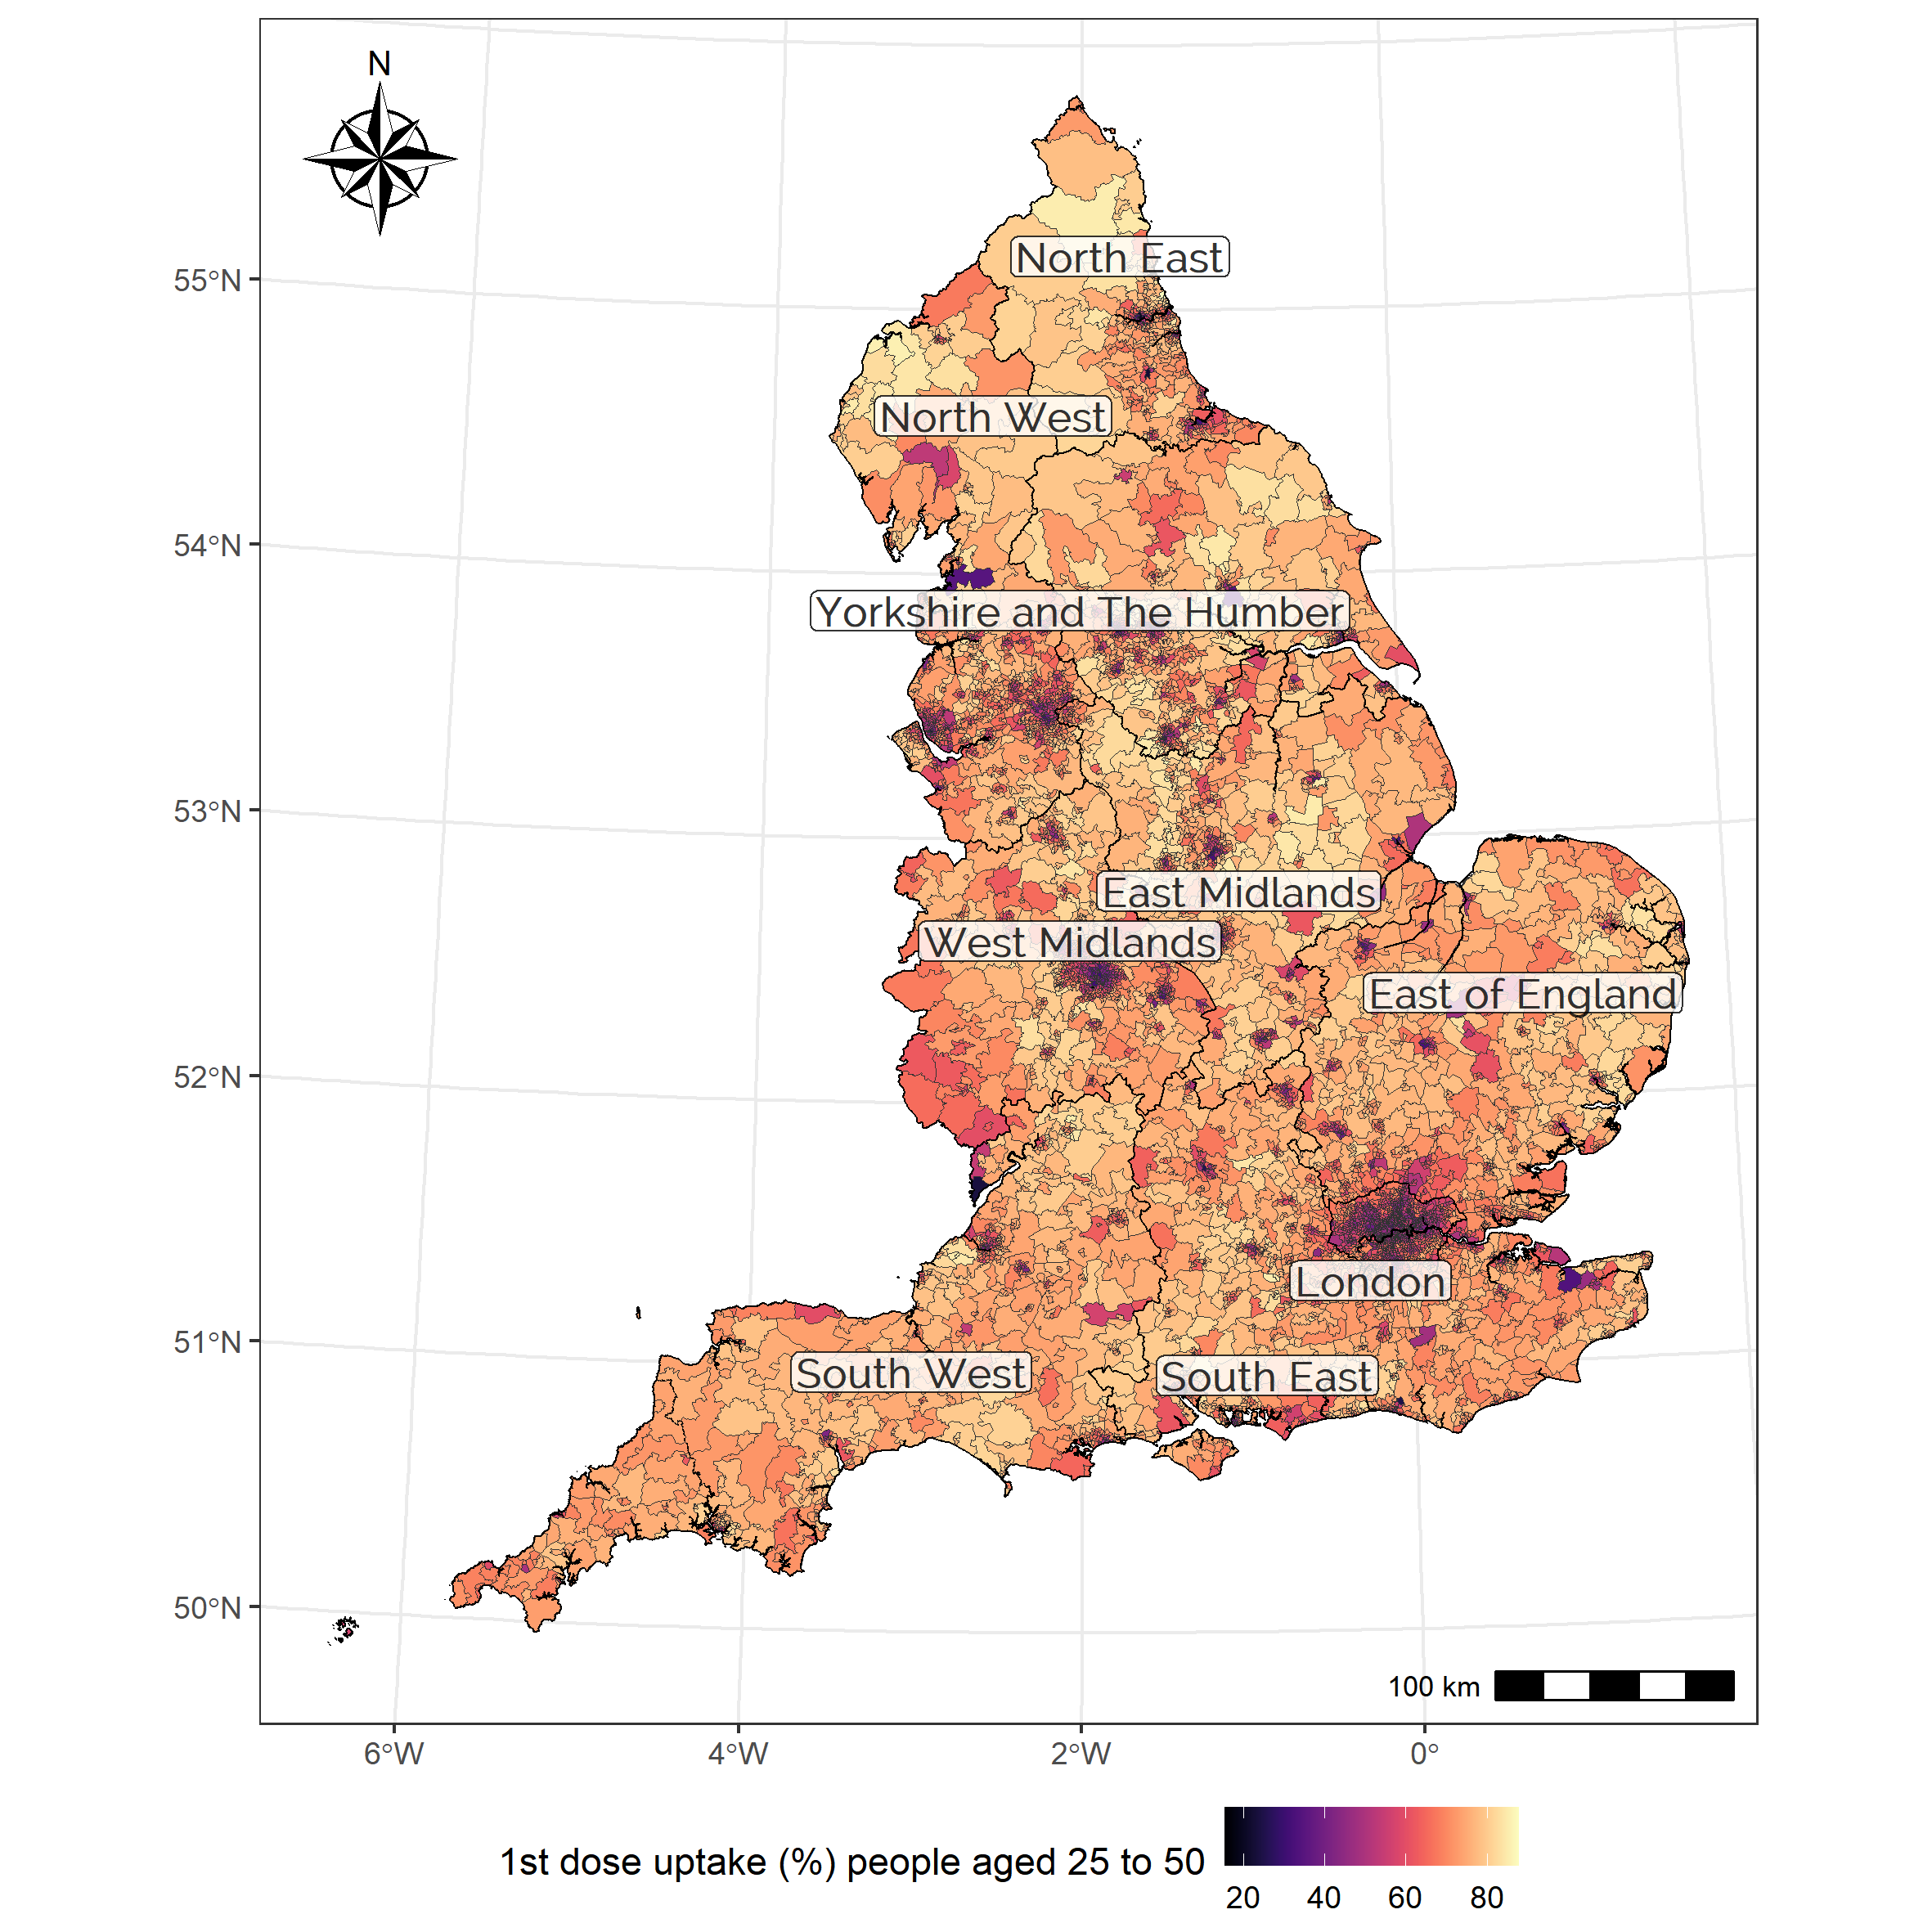 N
North East
55°N
North West
54°N
Yorkshire and The Humber
53°N
East Midlands
West Midlands
East of England
52°N
London
51°N
South West
South East
50°N
100 km
6°W 4°W 2°W 0°
1st dose uptake (%) people aged 25 to 50
20 40 60 80